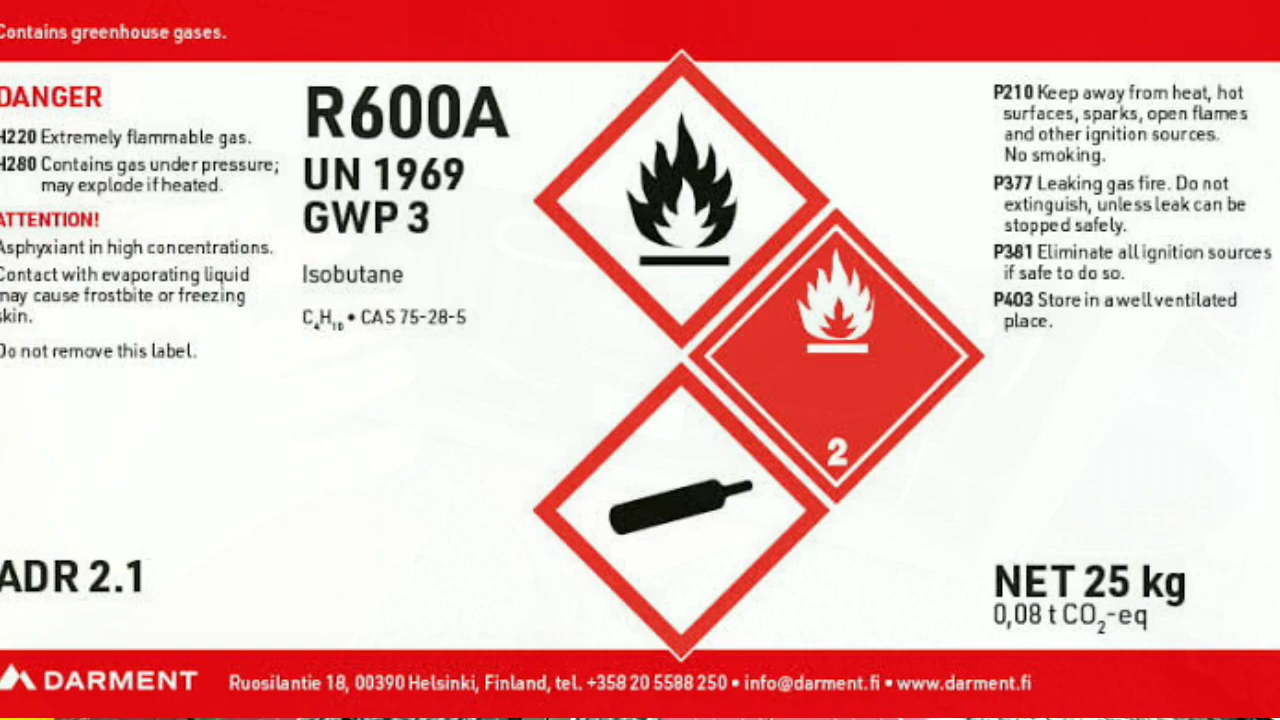 Contains greenhouse gases.
DANGER
H220 Extremely flammable gas.
H280 Contains gas under pressure;
may explode if heated.
ATTENTION!
Asphyxiant in high concentrations.
Contact with evaporating liquid
may cause frostbite or freezing
skin.
Do not remove this label.
ADR 2.1
R600A
UN 1969
GWP 3
Isobutane
C₄H₁₀ • CAS 75-28-5
2
P210 Keep away from heat, hot
surfaces, sparks, open flames
and other ignition sources.
No smoking.
P377 Leaking gas fire. Do not
extinguish, unless leak can be
stopped safely.
P381 Eliminate all ignition sources
if safe to do so.
P403 Store in a well ventilated
place.
NET 25 kg
0,08 t CO₂-eq
DARMENT
Ruosilantie 18, 00390 Helsinki, Finland, tel. +358 20 5588 250 • info@darment.fi • www.darment.fi